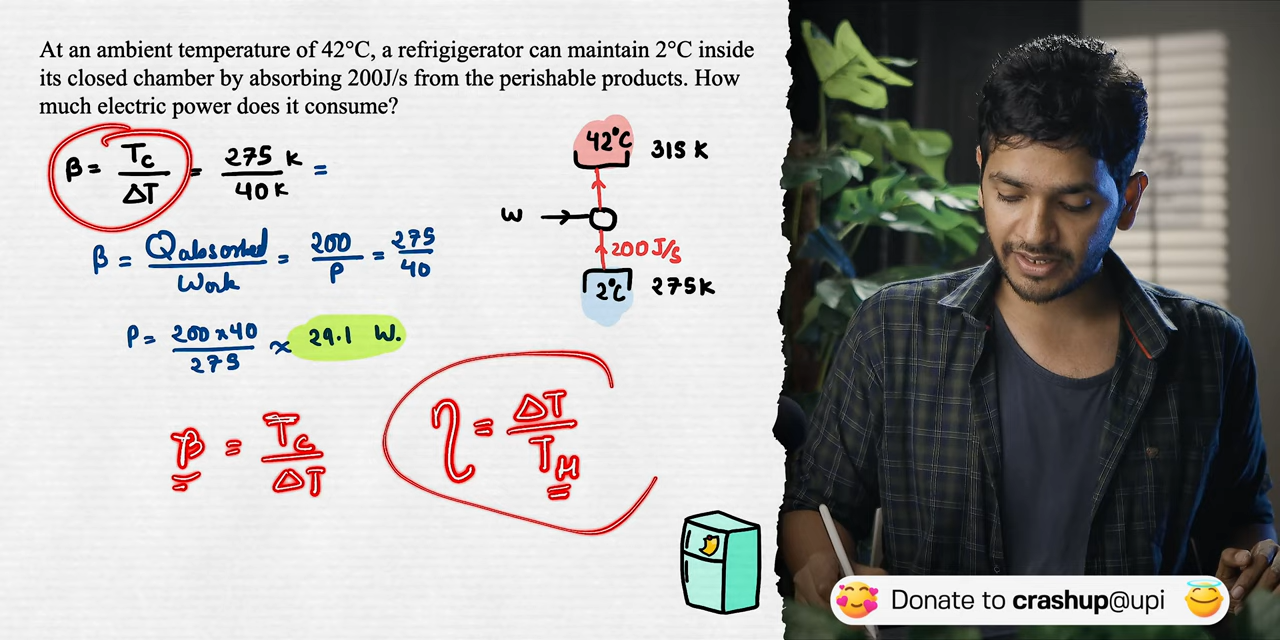 At an ambient temperature of 42°C, a refrigigerator can maintain 2°C inside
its closed chamber by absorbing 200J/s from the perishable products. How
much electric power does it consume?
β = Tc / ΔT = 275 K / 40 K =
β = Qabsorbed / Work = 200 / P = 275 / 40
P = 200 × 40 / 275 ≈ 29.1 W.
β = Tc / ΔT
η = ΔT / TH
42°C 315 K
W
200 J/s
2°C 275 K
Donate to crashup@upi